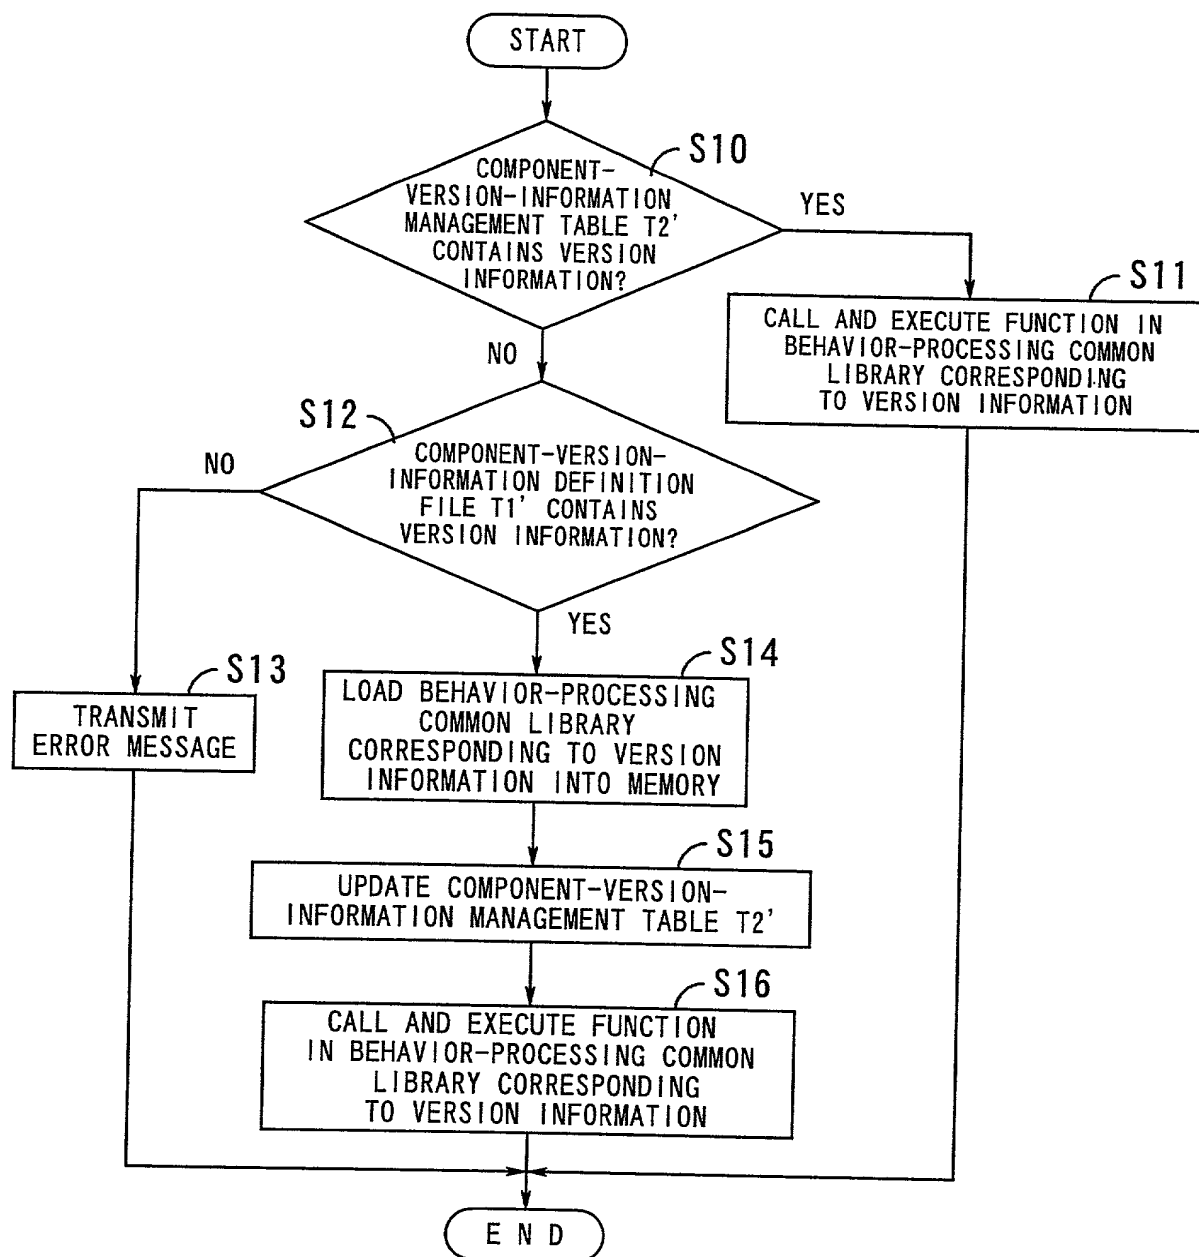 START
S10
COMPONENT-
VERSION-INFORMATION
MANAGEMENT TABLE T2'
CONTAINS VERSION
INFORMATION?
YES
NO
S11
CALL AND EXECUTE FUNCTION IN
BEHAVIOR-PROCESSING COMMON
LIBRARY CORRESPONDING
TO VERSION INFORMATION
S12
COMPONENT-VERSION-
INFORMATION DEFINITION
FILE T1' CONTAINS
VERSION INFORMATION?
NO
YES
S13
TRANSMIT
ERROR MESSAGE
S14
LOAD BEHAVIOR-PROCESSING
COMMON LIBRARY
CORRESPONDING TO VERSION
INFORMATION INTO MEMORY
S15
UPDATE COMPONENT-VERSION-
INFORMATION MANAGEMENT TABLE T2'
S16
CALL AND EXECUTE FUNCTION
IN BEHAVIOR-PROCESSING COMMON
LIBRARY CORRESPONDING
TO VERSION INFORMATION
END